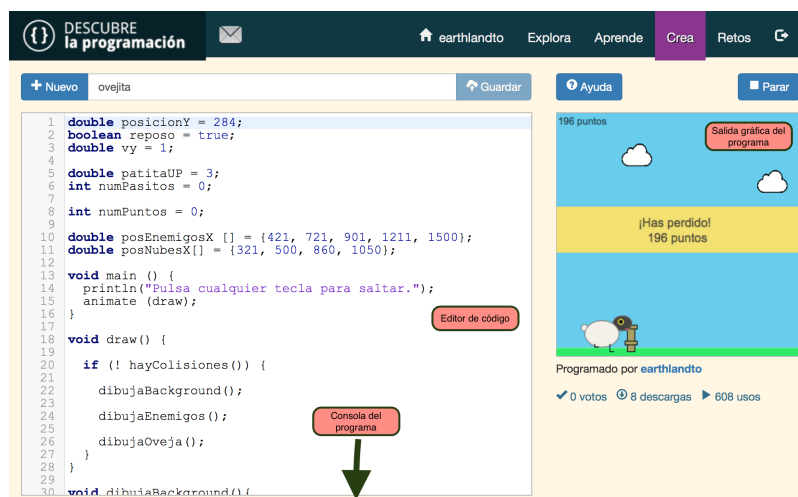 {} DESCUBRE
la programación
earthlandto Explora Aprende Crea Retos
+ Nuevo ovejita Guardar Ayuda Parar
1 double posicionY = 284;
2 boolean reposo = true;
3 double vy = 1;
4
5 double patitaUP = 3;
6 int numPasitos = 0;
7
8 int numPuntos = 0;
9
10 double posEnemigosX [] = {421, 721, 901, 1211, 1500};
11 double posNubesX[] = {321, 500, 860, 1050};
12
13 void main () {
14 println("Pulsa cualquier tecla para saltar.");
15 animate (draw);
16 }
17
18 void draw() {
19
20 if (! hayColisiones()) {
21
22 dibujaBackground();
23
24 dibujaEnemigos();
25
26 dibujaOveja();
27 }
28 }
29
30 void dibujaBackground(){
Editor de código
Consola del
programa
196 puntos
Salida gráfica del
programa
¡Has perdido!
196 puntos
Programado por earthlandto
0 votos 8 descargas 608 usos